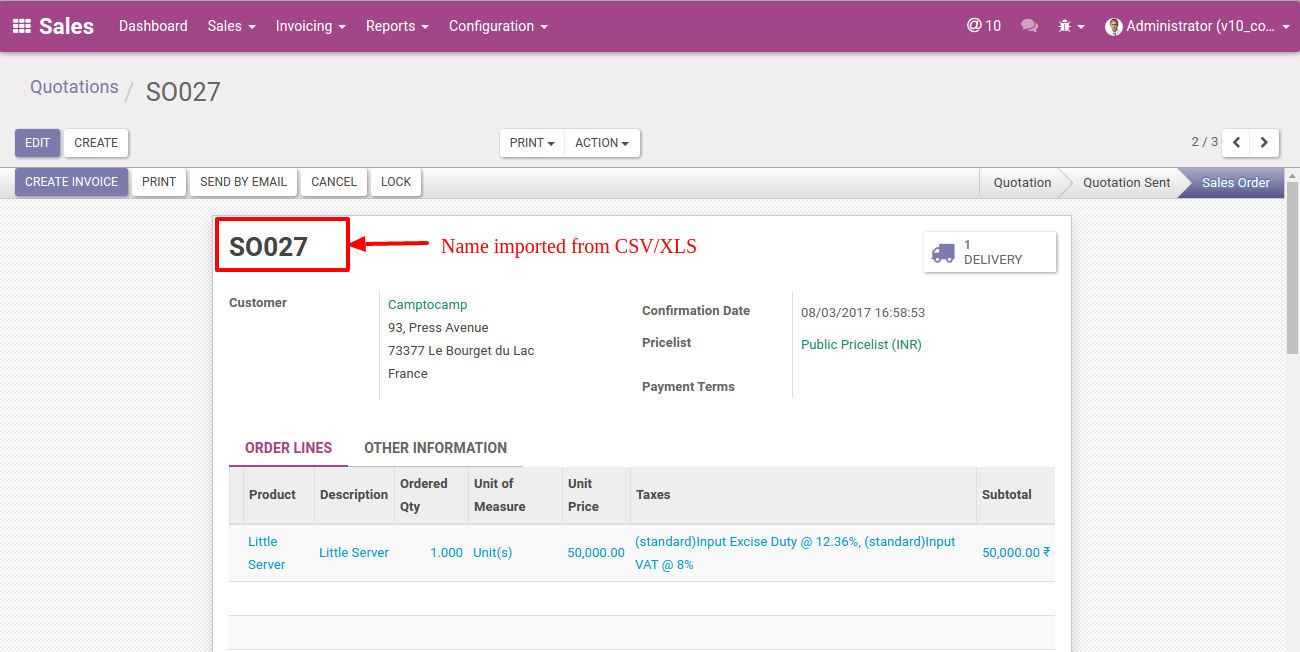 Sales Dashboard Sales Invoicing Reports Configuration @ 10 Administrator (v10_co...
Quotations / SO027
EDIT CREATE PRINT ACTION 2 / 3
CREATE INVOICE PRINT SEND BY EMAIL CANCEL LOCK Quotation Quotation Sent Sales Order
SO027 Name imported from CSV/XLS
1
DELIVERY
Customer
Camptocamp
93, Press Avenue
73377 Le Bourget du Lac
France
Confirmation Date 08/03/2017 16:58:53
Pricelist Public Pricelist (INR)
Payment Terms
ORDER LINES OTHER INFORMATION
Product Description Ordered Qty Unit of Measure Unit Price Taxes Subtotal
Little Server Little Server 1.000 Unit(s) 50,000.00 (standard)Input Excise Duty @ 12.36%, (standard)Input VAT @ 8% 50,000.00 ₹